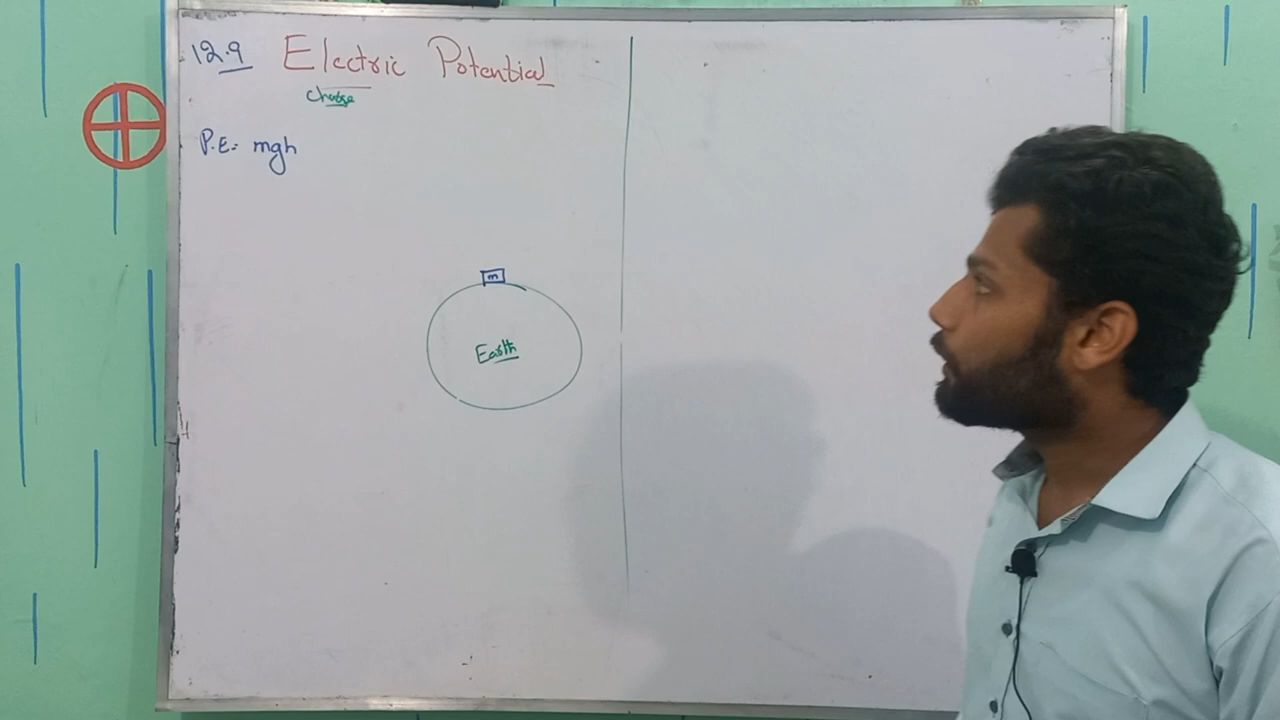 12.9 Electric Potential
charge
P.E = mgh
m
Earth